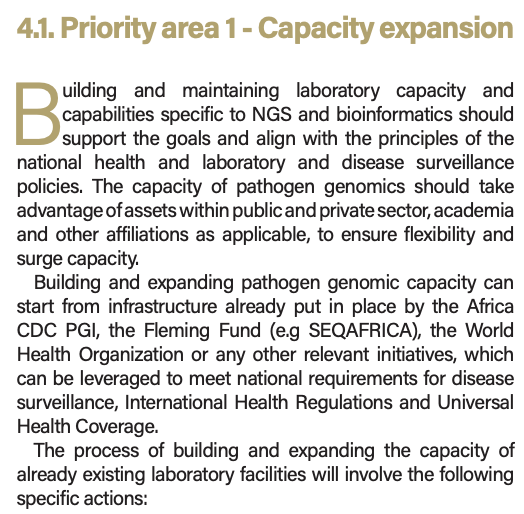 4.1. Priority area 1 - Capacity expansion
Building and maintaining laboratory capacity and
capabilities specific to NGS and bioinformatics should
support the goals and align with the principles of the
national health and laboratory and disease surveillance
policies. The capacity of pathogen genomics should take
advantage of assets within public and private sector, academia
and other affiliations as applicable, to ensure flexibility and
surge capacity.
Building and expanding pathogen genomic capacity can
start from infrastructure already put in place by the Africa
CDC PGI, the Fleming Fund (e.g SEQAFRICA), the World
Health Organization or any other relevant initiatives, which
can be leveraged to meet national requirements for disease
surveillance, International Health Regulations and Universal
Health Coverage.
The process of building and expanding the capacity of
already existing laboratory facilities will involve the following
specific actions: